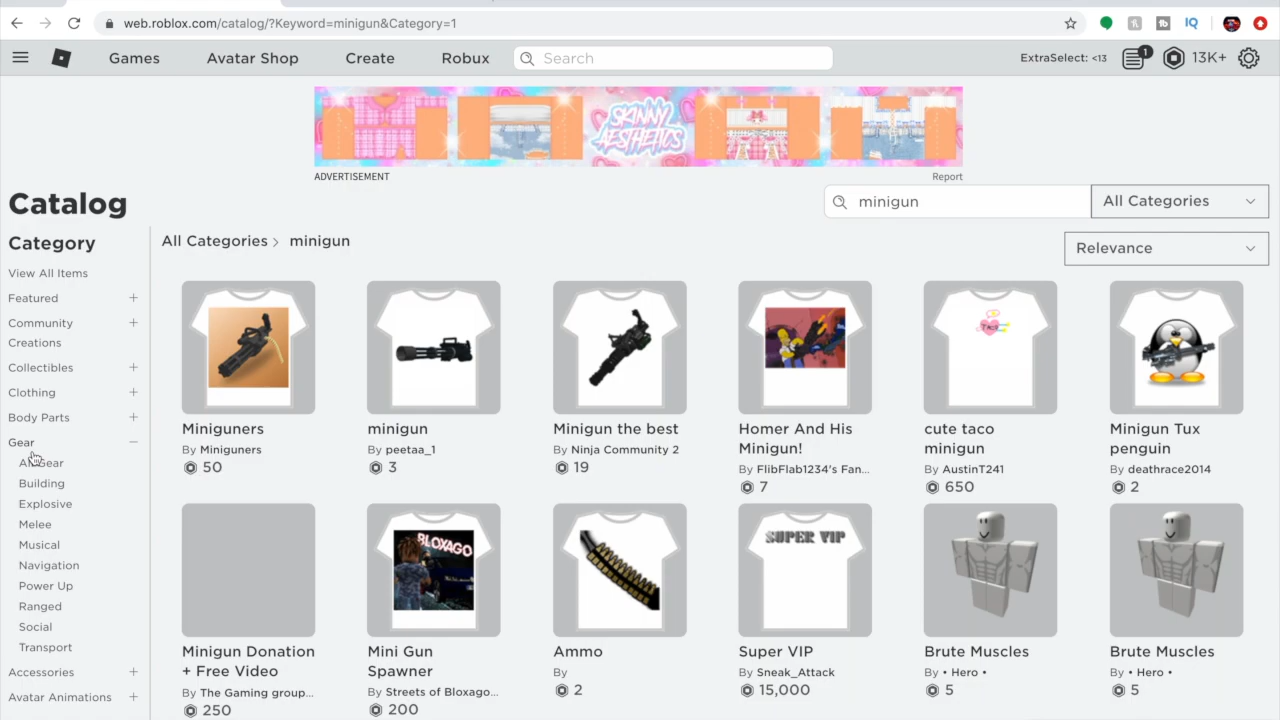 web.roblox.com/catalog/?Keyword=minigun&Category=1
IQ
Games
Avatar Shop
Create
Robux
Search
ExtraSelect: <13
1
13K+
SKINNY
AESTHETICS
ADVERTISEMENT
Report
Catalog
minigun
All Categories
Category
All Categories > minigun
Relevance
View All Items
Featured +
Community
Creations +
Collectibles +
Clothing +
Body Parts +
Gear −
All Gear
Building
Explosive
Melee
Musical
Navigation
Power Up
Ranged
Social
Transport
Accessories +
Avatar Animations +
Miniguners
By Miniguners
50
minigun
By peetaa_1
3
Minigun the best
By Ninja Community 2
19
Homer And His
Minigun!
By FlibFlab1234's Fan...
7
TACO
cute taco
minigun
By AustinT241
650
Minigun Tux
penguin
By deathrace2014
2
Minigun Donation
+ Free Video
By The Gaming group...
250
BLOXAGO
Mini Gun
Spawner
By Streets of Bloxago...
200
Ammo
By
2
SUPER VIP
Super VIP
By Sneak_Attack
15,000
Brute Muscles
By • Hero •
5
Brute Muscles
By • Hero •
5